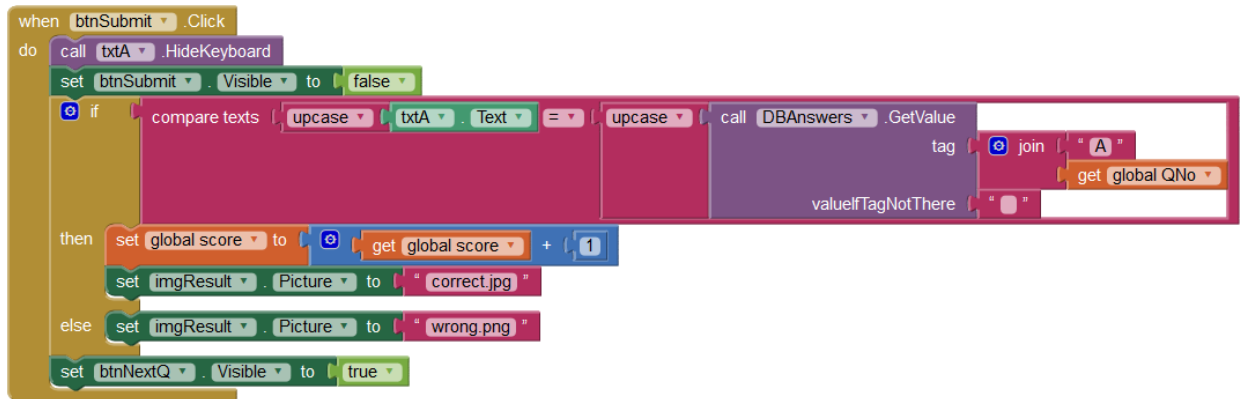 when btnSubmit .Click
do call txtA .HideKeyboard
set btnSubmit . Visible to false
if compare texts upcase txtA . Text = upcase call DBAnswers .GetValue
tag join " A "
get global QNo
valueIfTagNotThere " "
then set global score to get global score + 1
set imgResult . Picture to " correct.jpg "
else set imgResult . Picture to " wrong.png "
set btnNextQ . Visible to true